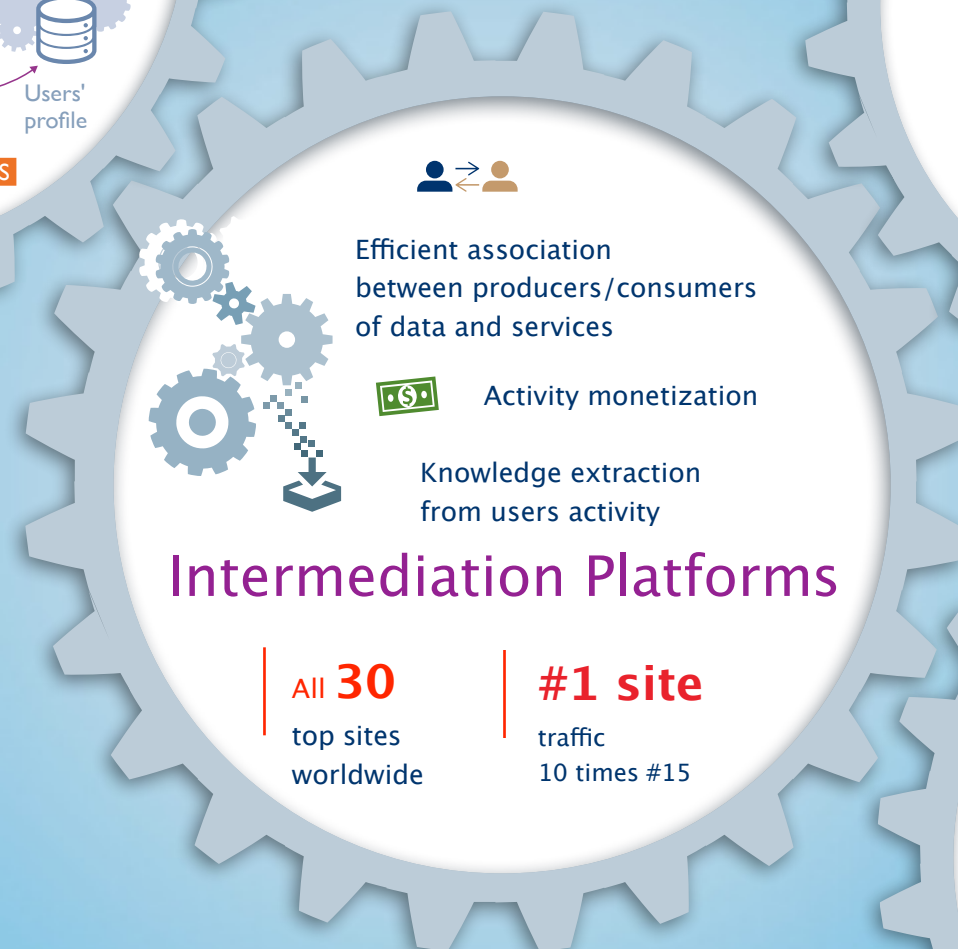 Users'
profile
S
Efficient association
between producers/consumers
of data and services
$
Activity monetization
Knowledge extraction
from users activity
Intermediation Platforms
All 30
top sites
worldwide
#1 site
traffic
10 times #15